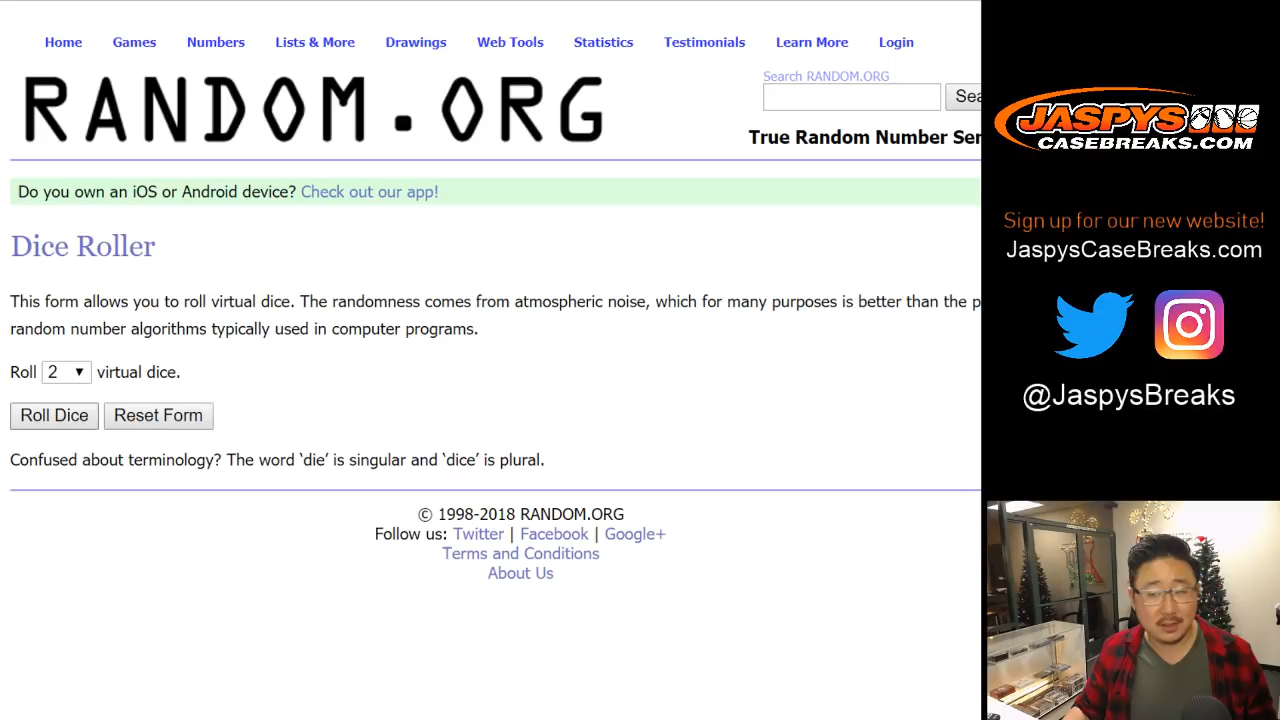 Home Games Numbers Lists & More Drawings Web Tools Statistics Testimonials Learn More Login
RANDOM.ORG
Search RANDOM.ORG
Sea
True Random Number Ser
Do you own an iOS or Android device? Check out our app!
Dice Roller
This form allows you to roll virtual dice. The randomness comes from atmospheric noise, which for many purposes is better than the p
random number algorithms typically used in computer programs.
Roll 2 ▼ virtual dice.
Roll Dice Reset Form
Confused about terminology? The word ‘die’ is singular and ‘dice’ is plural.
© 1998-2018 RANDOM.ORG
Follow us: Twitter | Facebook | Google+
Terms and Conditions
About Us
JASPYS
CASEBREAKS.COM
Sign up for our new website!
JaspysCaseBreaks.com
@JaspysBreaks